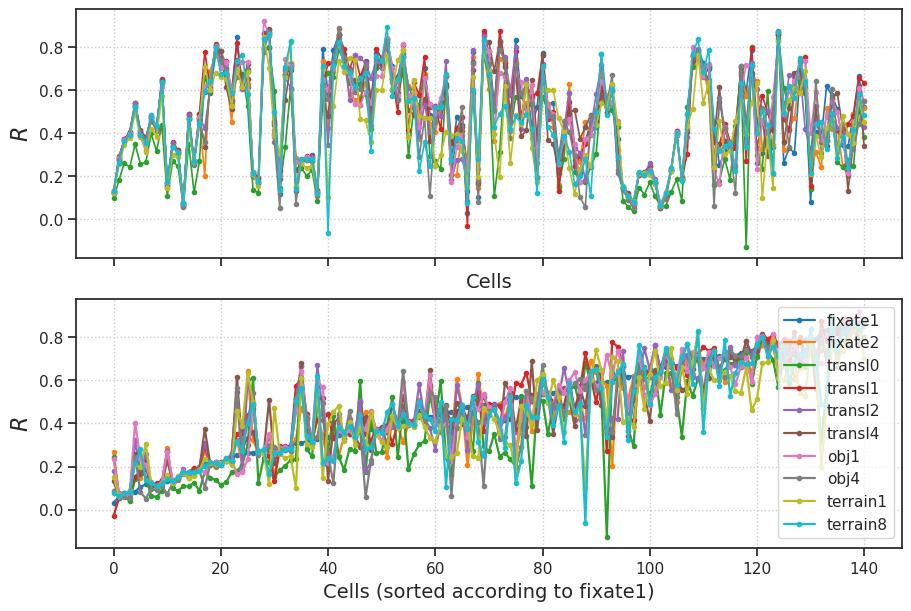 R
0.8
0.6
0.4
0.2
0.0
Cells
R
0.8
0.6
0.4
0.2
0.0
0
20
40
60
80
100
120
140
Cells (sorted according to fixate1)
fixate1
fixate2
transl0
transl1
transl2
transl4
obj1
obj4
terrain1
terrain8